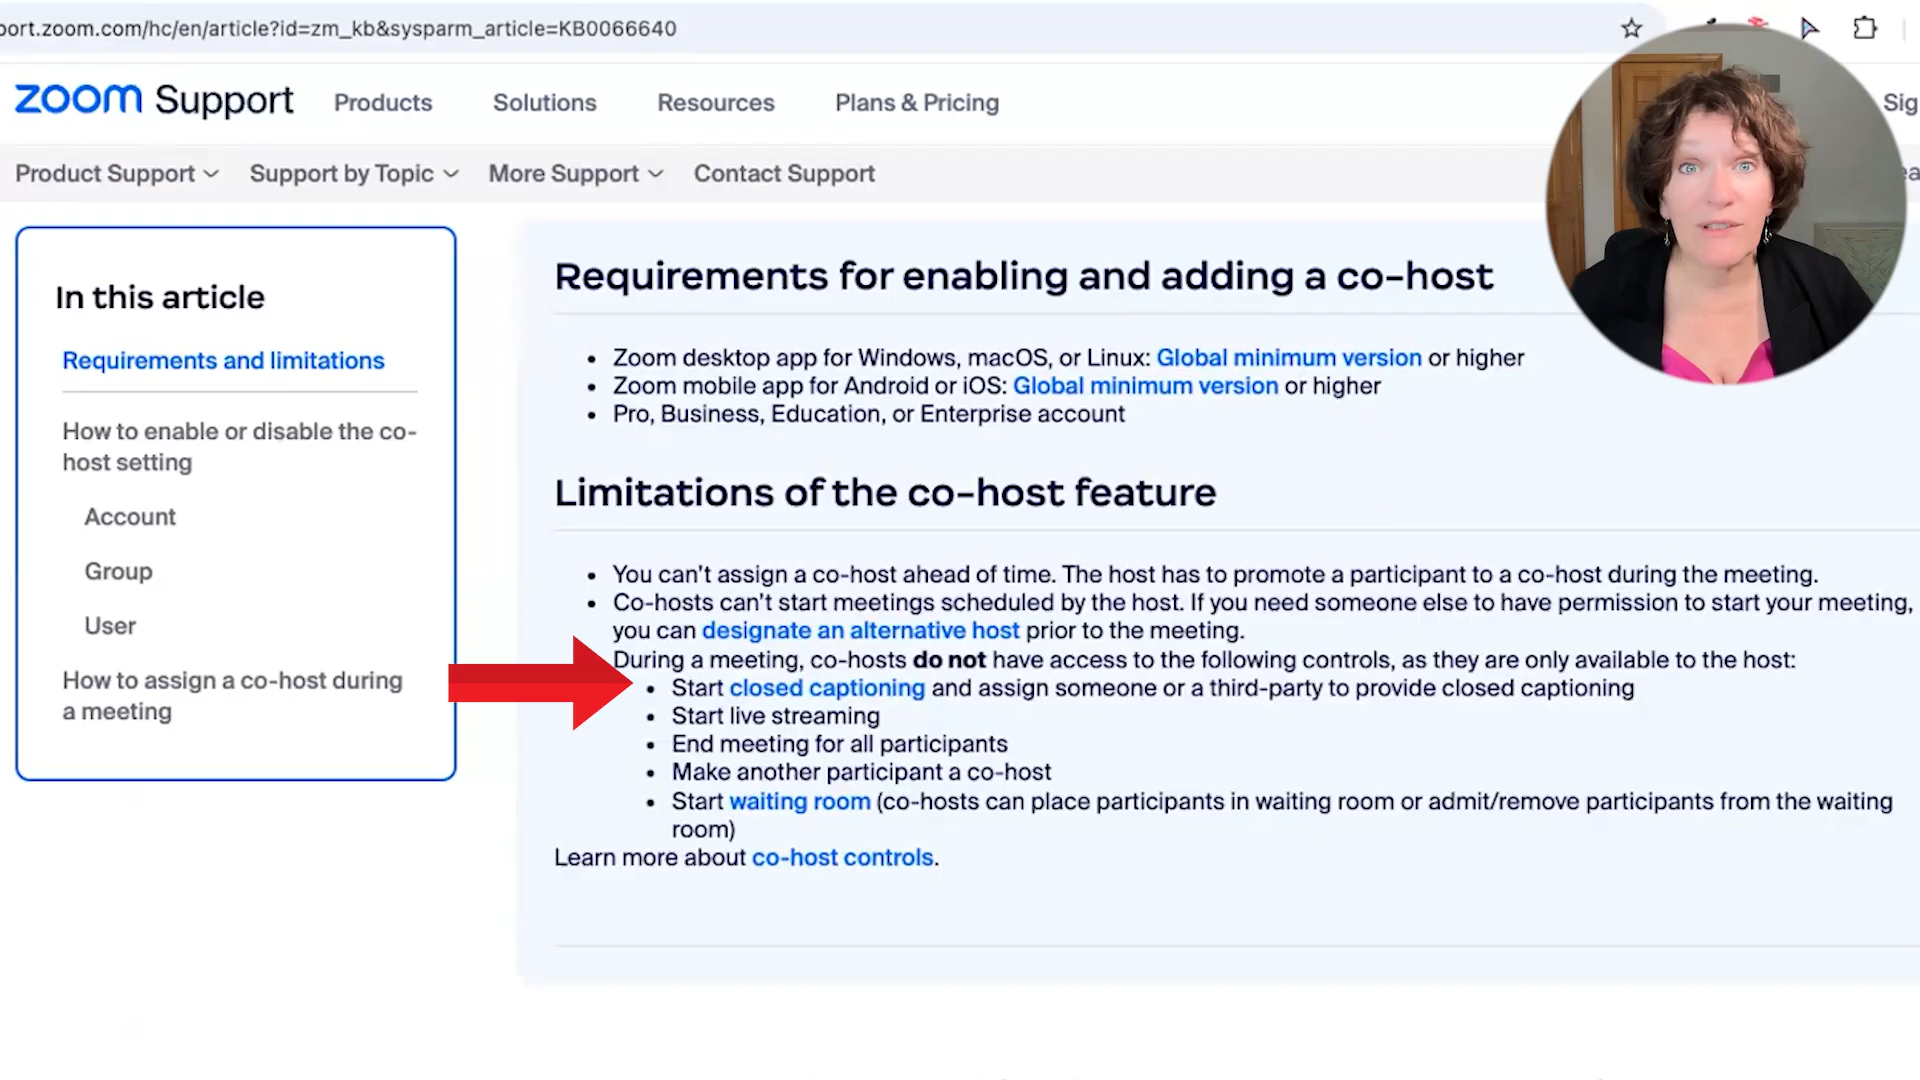 port.zoom.com/hc/en/article?id=zm_kb&sysparm_article=KB0066640
zoom Support
Products
Solutions
Resources
Plans & Pricing
Product Support
Support by Topic
More Support
Contact Support
In this article
Requirements and limitations
How to enable or disable the co-
host setting
Account
Group
User
How to assign a co-host during
a meeting
Requirements for enabling and adding a co-host
• Zoom desktop app for Windows, macOS, or Linux: Global minimum version or higher
• Zoom mobile app for Android or iOS: Global minimum version or higher
• Pro, Business, Education, or Enterprise account
Limitations of the co-host feature
• You can't assign a co-host ahead of time. The host has to promote a participant to a co-host during the meeting.
• Co-hosts can't start meetings scheduled by the host. If you need someone else to have permission to start your meeting,
you can designate an alternative host prior to the meeting.
During a meeting, co-hosts do not have access to the following controls, as they are only available to the host:
• Start closed captioning and assign someone or a third-party to provide closed captioning
• Start live streaming
• End meeting for all participants
• Make another participant a co-host
• Start waiting room (co-hosts can place participants in waiting room or admit/remove participants from the waiting
room)
Learn more about co-host controls.